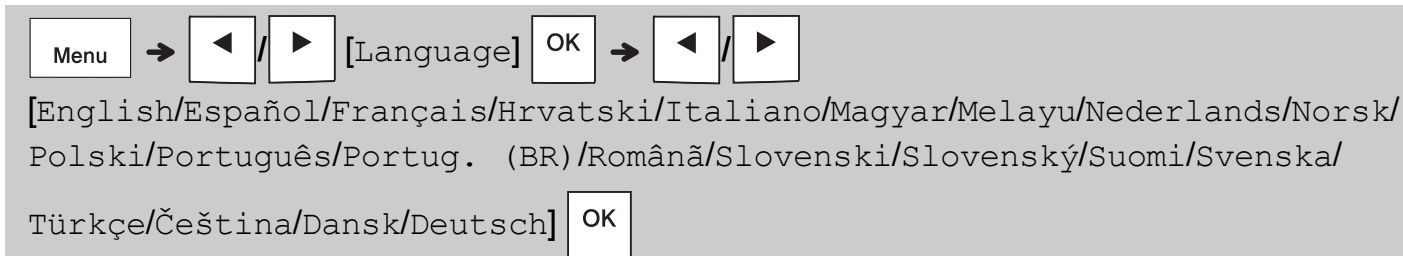 Menu ➔ ◀/▶ [Language] OK ➔ ◀/▶
[English/Español/Français/Hrvatski/Italiano/Magyar/Melayu/Nederlands/Norsk/
Polski/Português/Portug. (BR)/Românã/Slovenski/Slovenský/Suomi/Svenska/
Türkçe/Čeština/Dansk/Deutsch] OK